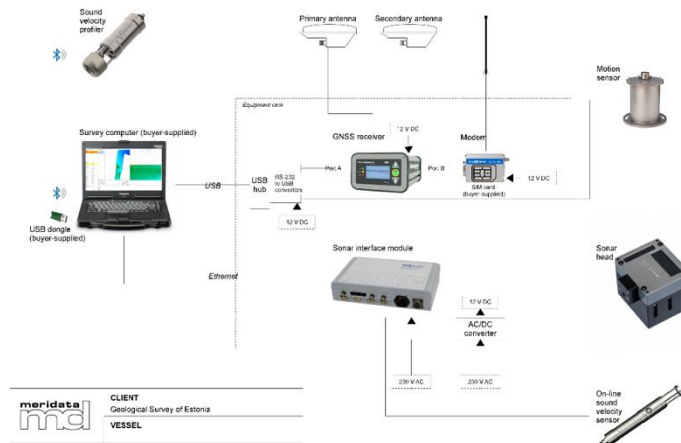 Sound
velocity
profiler
Primary antenna
Secondary antenna
Motion
sensor
Equipment rack
Survey computer (buyer-supplied)
GNSS receiver
12 V DC
Modem
USB
USB
hub
RS-232
to USB
converters
Port A
Port B
12 V DC
SIM card
(buyer-supplied)
12 V DC
USB dongle
(buyer-supplied)
Ethernet
Sonar interface module
Sonar
head
12 V DC
AC/DC
converter
230 V AC
230 V AC
On-line
sound
velocity
sensor
meridata
md
CLIENT
Geological Survey of Estonia
VESSEL